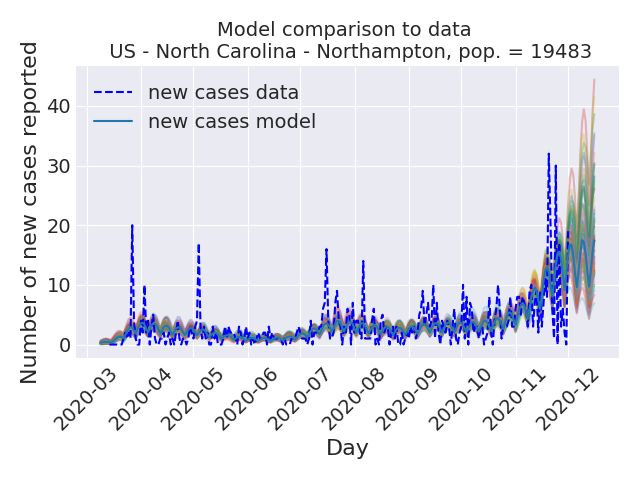 Model comparison to data
US - North Carolina - Northampton, pop. = 19483
Number of new cases reported
new cases data
new cases model
40
30
20
10
0
2020-03
2020-04
2020-05
2020-06
2020-07
2020-08
2020-09
2020-10
2020-11
2020-12
Day